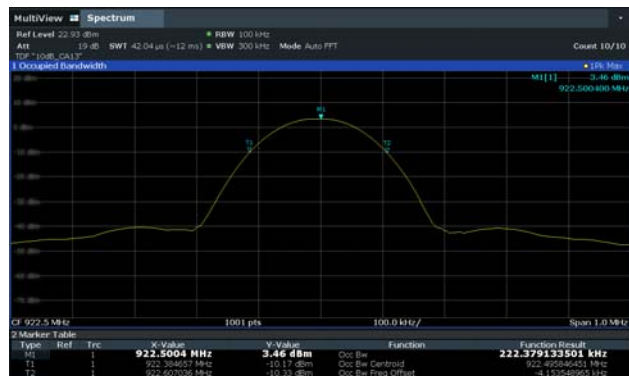 MultiView Spectrum
Ref Level 22.93 dBm RBW 100 kHz
Att 19 dB SWT 42.04 µs (~12 ms) VBW 300 kHz Mode Auto FFT Count 10/10
TDF "10dB_CA13"
1 Occupied Bandwidth 1Pk Max
M1[1] 3.46 dBm
922.500400 MHz
M1
T1 T2
CF 922.5 MHz 1001 pts 100.0 kHz/ Span 1.0 MHz
2 Marker Table
Type Ref Trc X-Value Y-Value Function Function Result
M1 1 922.5004 MHz 3.46 dBm Occ Bw 222.379133501 kHz
T1 1 922.384657 MHz -10.17 dBm Occ Bw Centroid 922.495846451 MHz
T2 1 922.607036 MHz -10.33 dBm Occ Bw Freq Offset -4.153548965 kHz